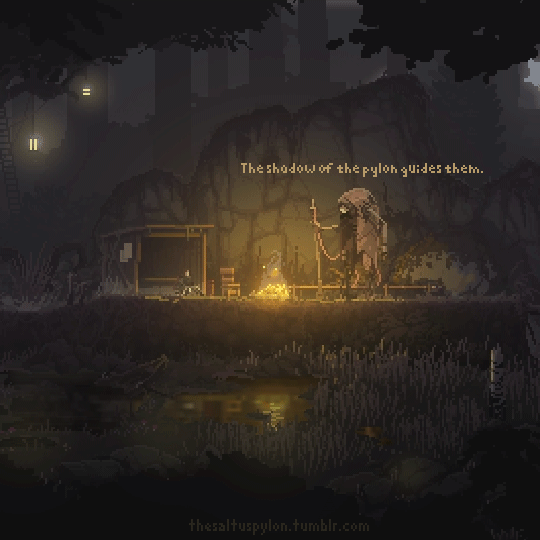 The shadow of the pylon guides them.
thesaltuspylon.tumblr.com